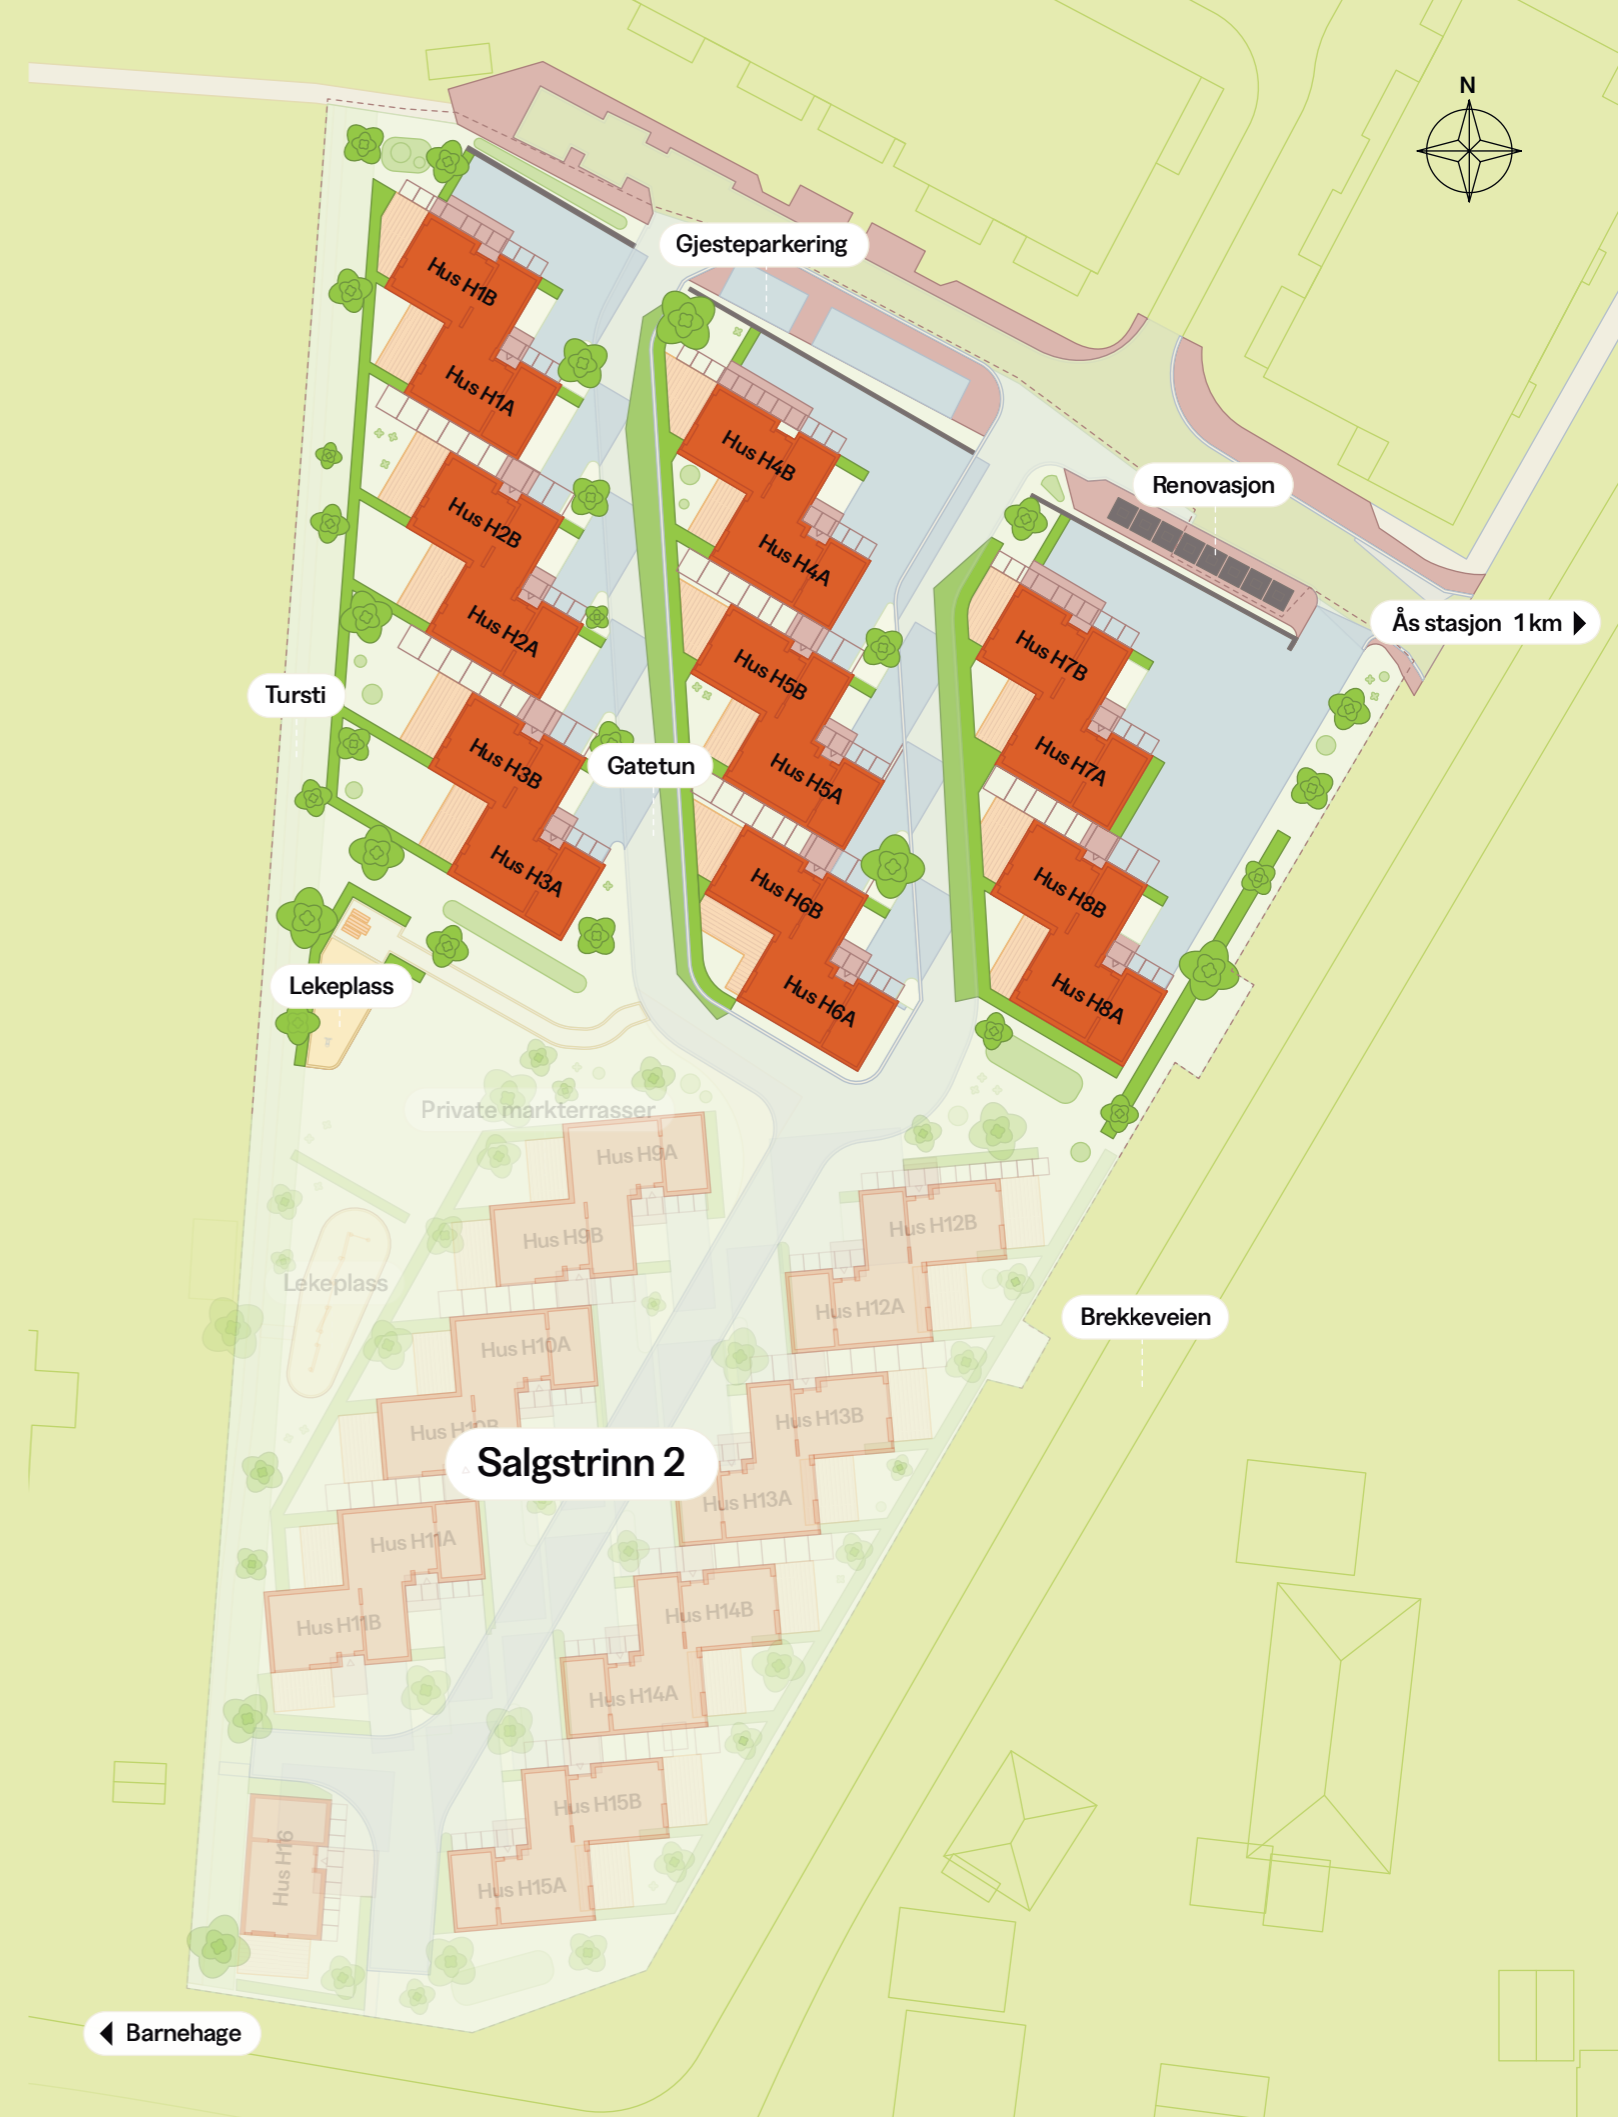 N
Gjesteparkering
Hus H1B
Hus H1A
Hus H4B
Renovasjon
Hus H2B
Hus H4A
Hus H2A
Ås stasjon 1 km
Hus H7B
Hus H5B
Tursti
Hus H3B
Gatetun
Hus H7A
Hus H5A
Hus H3A
Hus H6B
Hus H8B
Lekeplass
Hus H6A
Hus H8A
Private markterrasser
Hus H9A
Hus H9B
Hus H12B
Lekeplass
Hus H12A
Brekkeveien
Hus H10A
Hus H10B
Hus H13B
Salgstrinn 2
Hus H13A
Hus H11A
Hus H11B
Hus H14B
Hus H14A
Hus H15B
Hus H16
Hus H15A
Barnehage